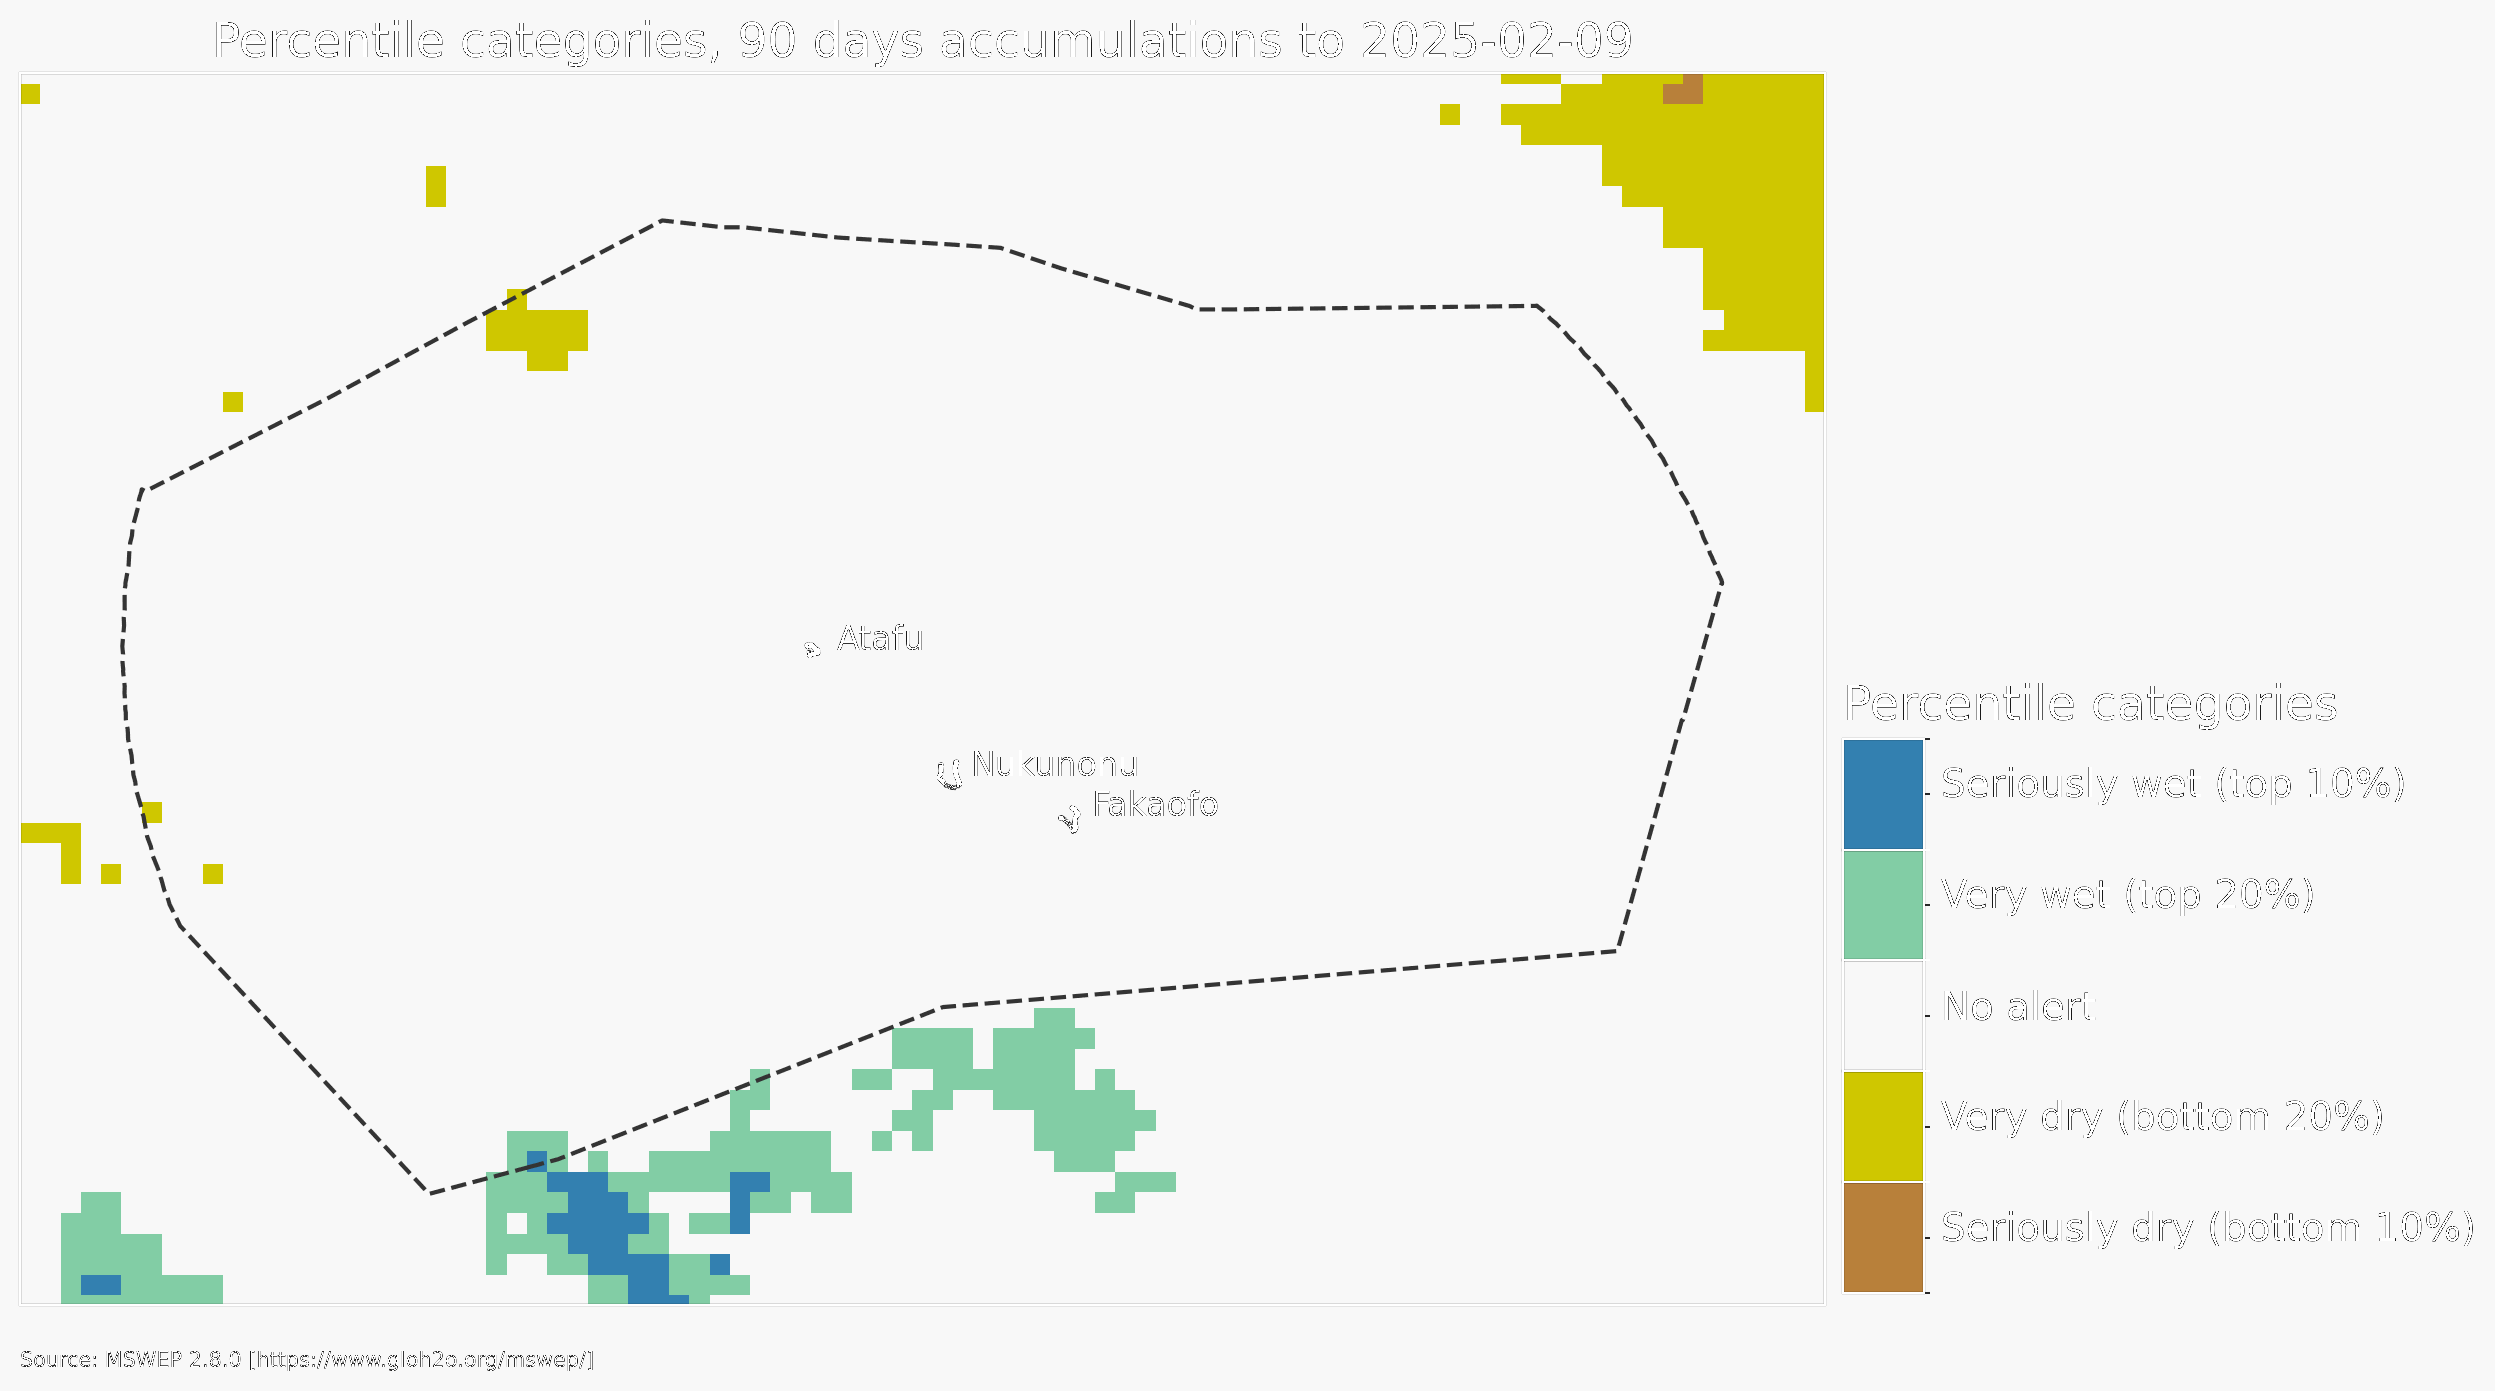 Percentile categories, 90 days accumulations to 2025-02-09
Atafu
Nukunonu
Fakaofo
Percentile categories
Seriously wet (top 10%)
Very wet (top 20%)
No alert
Very dry (bottom 20%)
Seriously dry (bottom 10%)
Source: MSWEP 2.8.0 [https://www.gloh2o.org/mswep/]